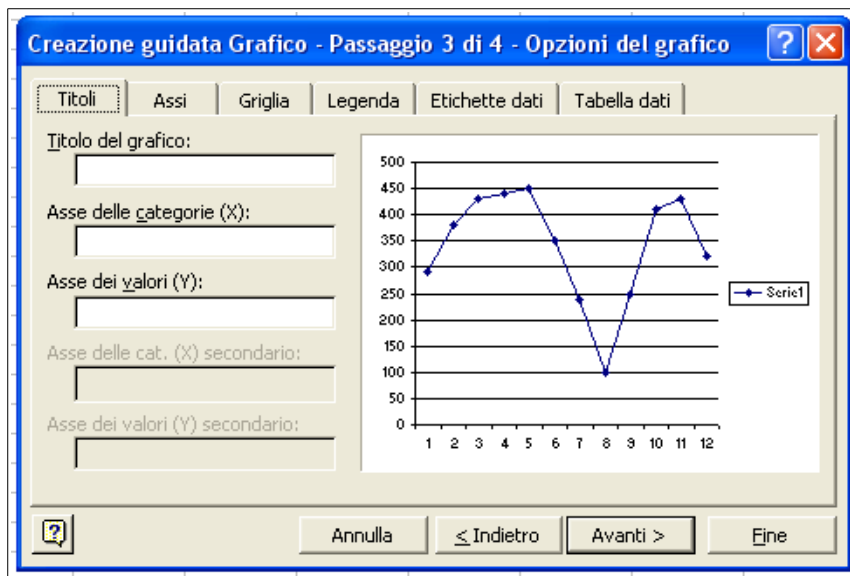 Creazione guidata Grafico - Passaggio 3 di 4 - Opzioni del grafico
Titoli Assi Griglia Legenda Etichette dati Tabella dati
Titolo del grafico:
Asse delle categorie (X):
Asse dei valori (Y):
Asse delle cat. (X) secondario:
Asse dei valori (Y) secondario:
500
450
400
350
300
250
200
150
100
50
0
1 2 3 4 5 6 7 8 9 10 11 12
Serie1
Annulla < Indietro Avanti > Fine